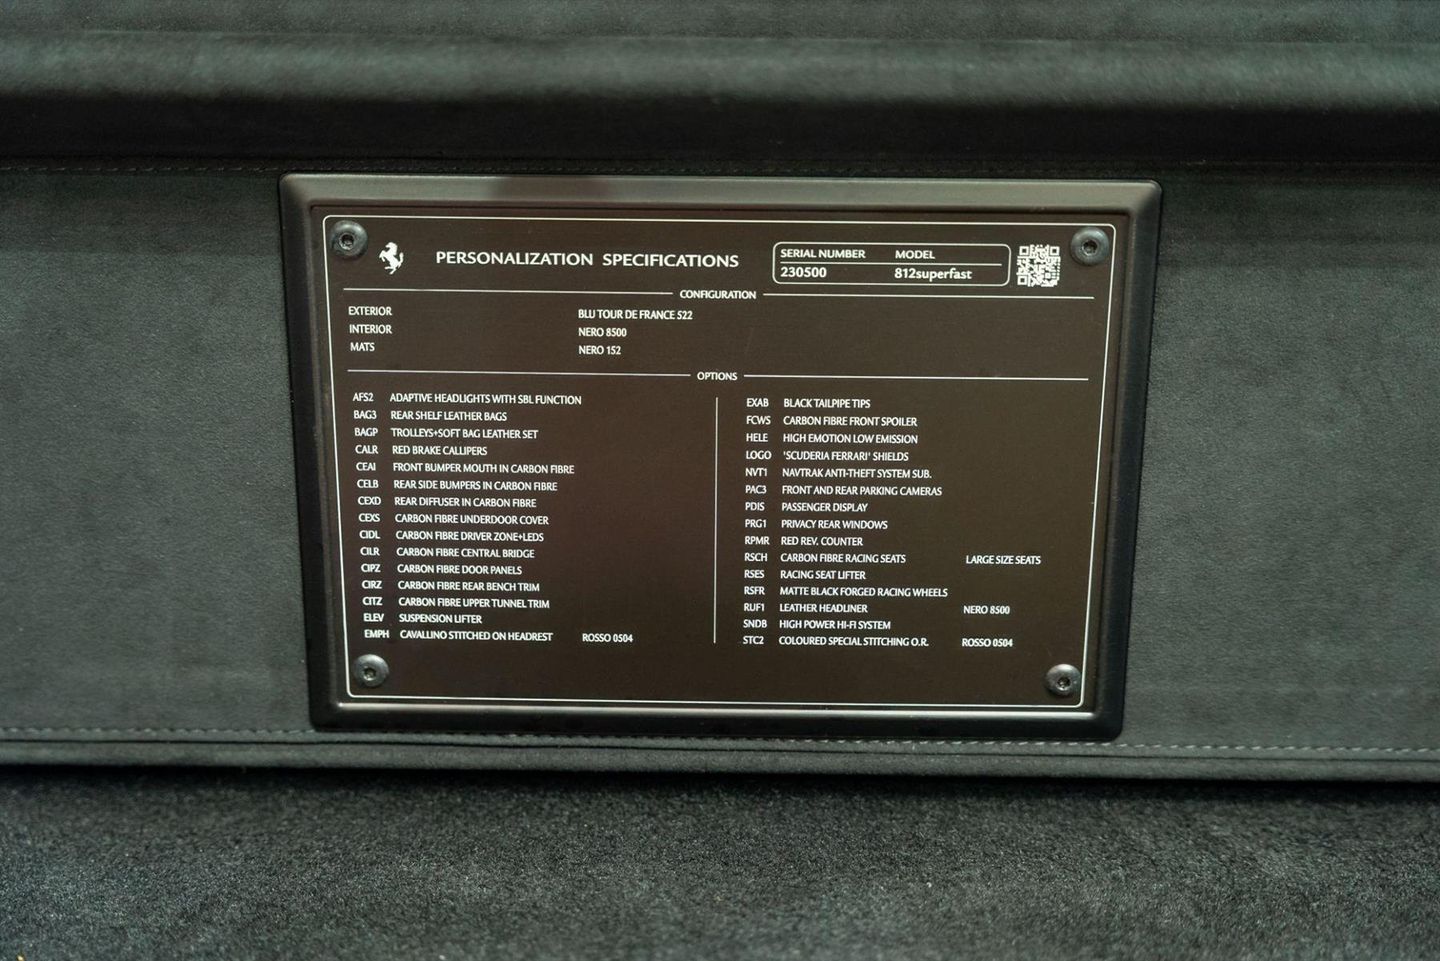 PERSONALIZATION SPECIFICATIONS
SERIAL NUMBER MODEL
230500 812superfast
CONFIGURATION
EXTERIOR BLU TOUR DE FRANCE 522
INTERIOR NERO 8500
MATS NERO 152
OPTIONS
AFS2 ADAPTIVE HEADLIGHTS WITH SBL FUNCTION
BAG3 REAR SHELF LEATHER BAGS
BAGP TROLLEYS+SOFT BAG LEATHER SET
CALR RED BRAKE CALLIPERS
CEAI FRONT BUMPER MOUTH IN CARBON FIBRE
CELB REAR SIDE BUMPERS IN CARBON FIBRE
CEXD REAR DIFFUSER IN CARBON FIBRE
CEXS CARBON FIBRE UNDERDOOR COVER
CIDL CARBON FIBRE DRIVER ZONE+LEDS
CILR CARBON FIBRE CENTRAL BRIDGE
CIPZ CARBON FIBRE DOOR PANELS
CIRZ CARBON FIBRE REAR BENCH TRIM
CITZ CARBON FIBRE UPPER TUNNEL TRIM
ELEV SUSPENSION LIFTER
EMPH CAVALLINO STITCHED ON HEADREST ROSSO 0504
EXAB BLACK TAILPIPE TIPS
FCWS CARBON FIBRE FRONT SPOILER
HELE HIGH EMOTION LOW EMISSION
LOGO 'SCUDERIA FERRARI' SHIELDS
NVT1 NAVTRAK ANTI-THEFT SYSTEM SUB.
PAC3 FRONT AND REAR PARKING CAMERAS
PDIS PASSENGER DISPLAY
PRG1 PRIVACY REAR WINDOWS
RPMR RED REV. COUNTER
RSCH CARBON FIBRE RACING SEATS LARGE SIZE SEATS
RSES RACING SEAT LIFTER
RSFR MATTE BLACK FORGED RACING WHEELS
RUF1 LEATHER HEADLINER NERO 8500
SNDB HIGH POWER HI-FI SYSTEM
STC2 COLOURED SPECIAL STITCHING O.R. ROSSO 0504